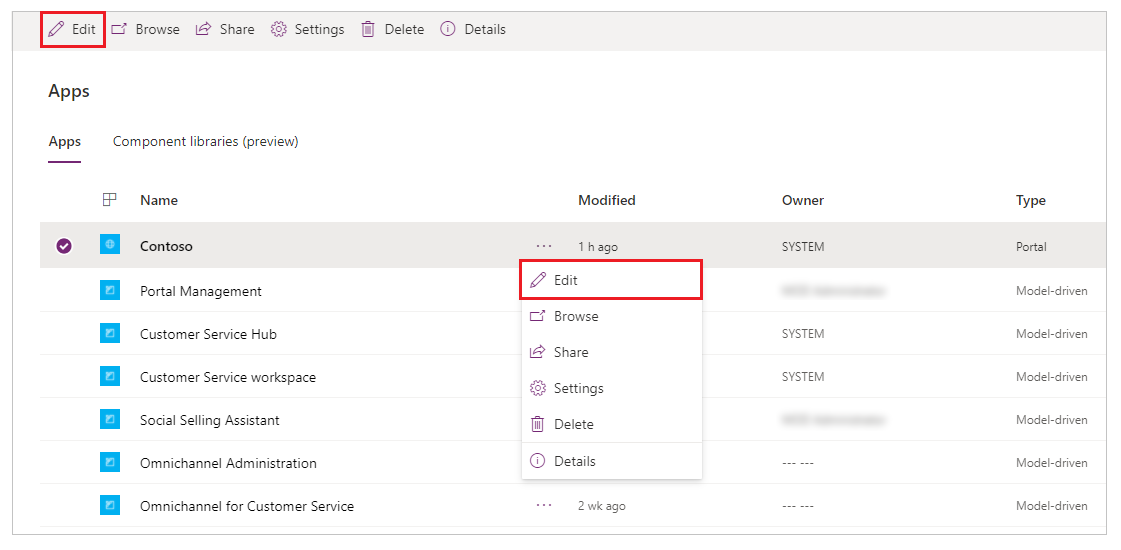 Edit Browse Share Settings Delete Details
Apps
Apps Component libraries (preview)
Name Modified Owner Type
Contoso ... 1 h ago SYSTEM Portal
Edit
Portal Management Model-driven
Browse
Customer Service Hub SYSTEM Model-driven
Share
Customer Service workspace SYSTEM Model-driven
Settings
Social Selling Assistant Model-driven
Delete
Omnichannel Administration --- --- Model-driven
Details
Omnichannel for Customer Service ... 2 wk ago --- --- Model-driven